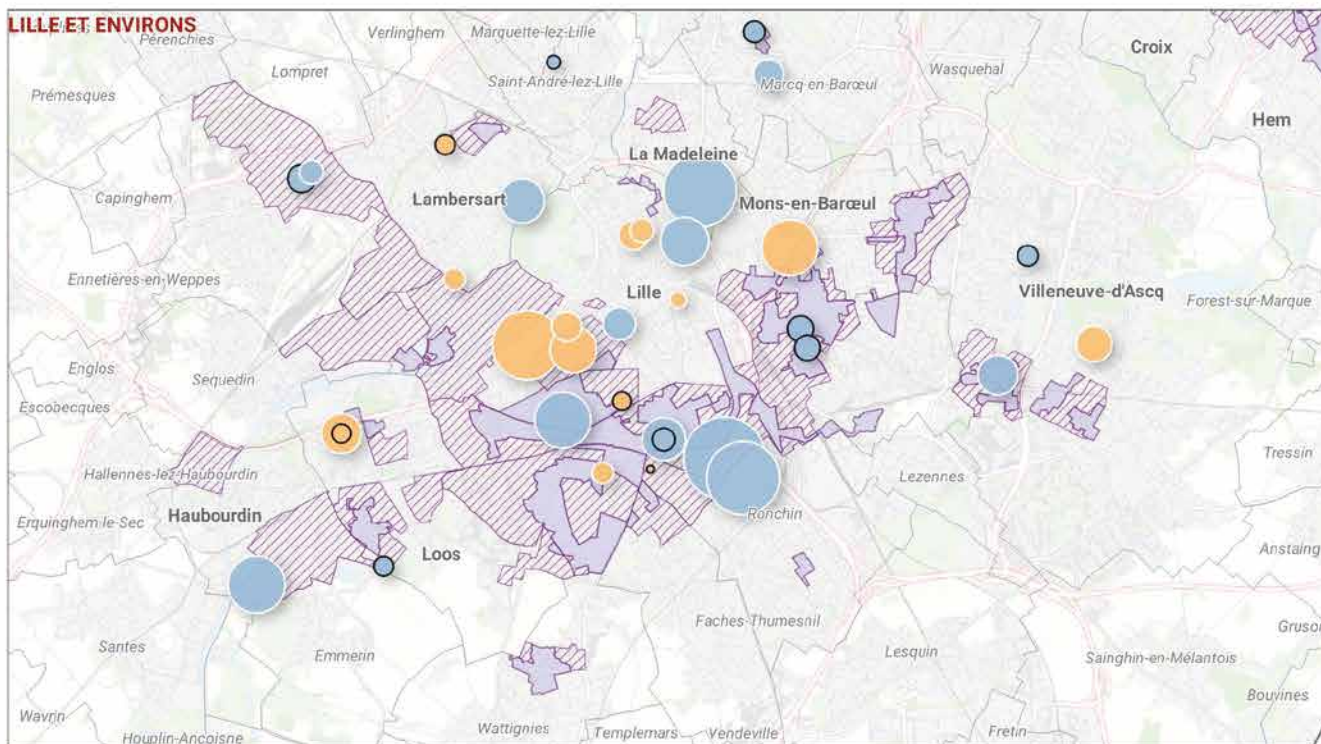 LILLE ET ENVIRONS
Pérenchies
Verlinghem
Marquette-lez-Lille
Croix
Lompret
Saint-André-lez-Lille
Marcq-en-Barœul
Wasquehal
Prémesques
Hem
La Madeleine
Capinghem
Lambersart
Mons-en-Barœul
Ennetières-en-Weppes
Lille
Villeneuve-d'Ascq
Forest-sur-Marque
Englos
Sequedin
Escobecques
Tressin
Hallennes-lez-Haubourdin
Lezennes
Haubourdin
Erquinghem le Sec
Ronchin
Loos
Anstaing
Faches-Thumesnil
Gruso
Santes
Emmerin
Lesquin
Sainghin-en-Mélantois
Bouvines
Wavrin
Wattignies
Templemars
Vendeville
Fretin
Houplin-Ancoisne